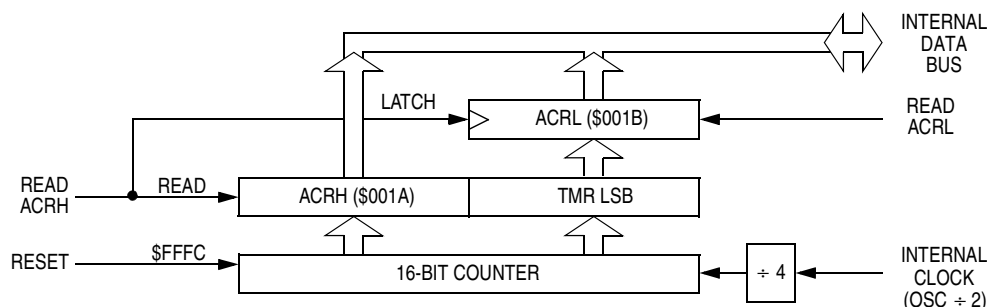 INTERNAL
DATA
BUS
LATCH
ACRL ($001B)
READ
ACRL
READ
ACRH
READ
ACRH ($001A)
TMR LSB
RESET
$FFFC
16-BIT COUNTER
÷ 4
INTERNAL
CLOCK
(OSC ÷ 2)